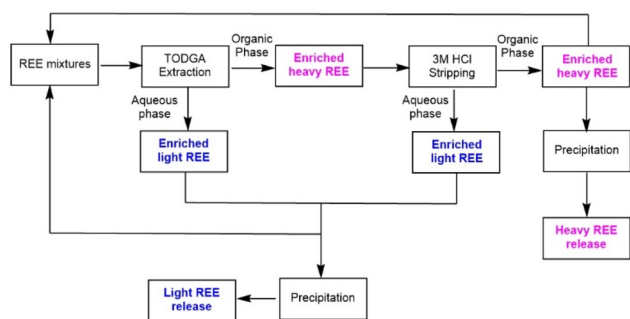 Organic
Phase
Organic
Phase
REE mixtures
TODGA
Extraction
Enriched
heavy REE
3M HCl
Stripping
Enriched
heavy REE
Aqueous
phase
Aqueous
phase
Enriched
light REE
Enriched
light REE
Precipitation
Heavy REE
release
Light REE
release
Precipitation